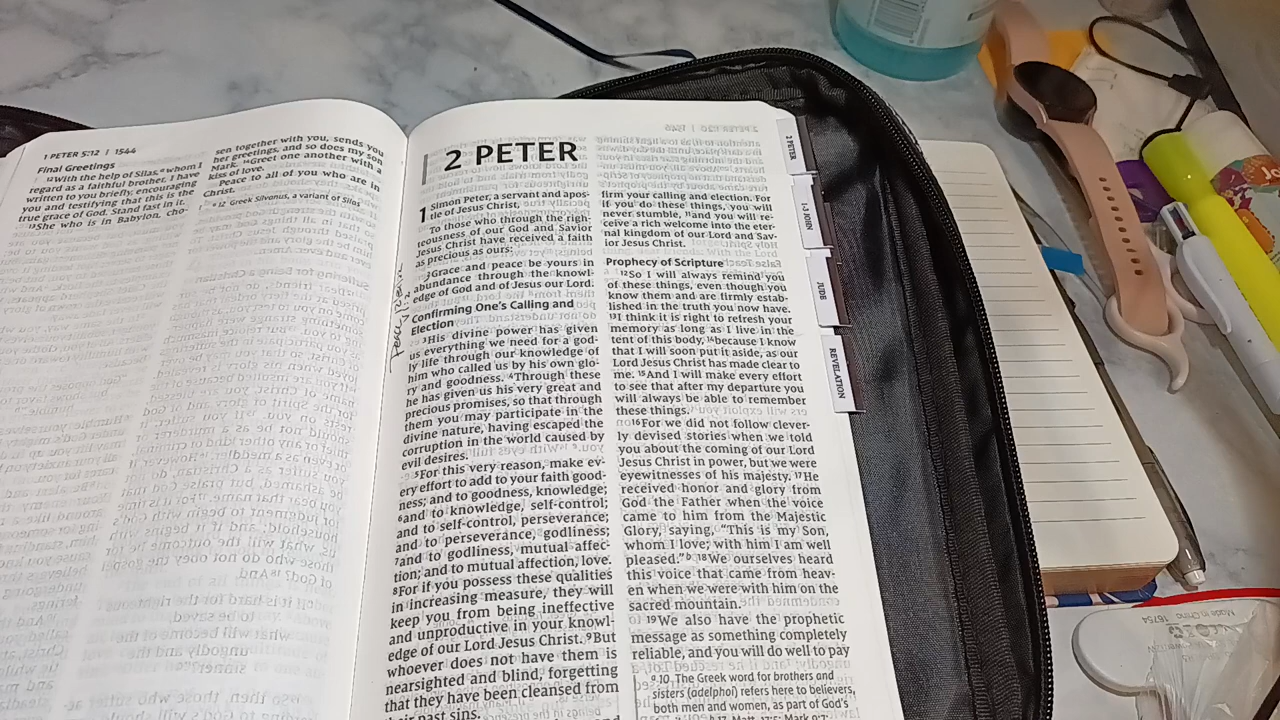 1 PETER 5:12 | 1544
Final Greetings
12With the help of Silas,a whom I
regard as a faithful brother, I have
written to you briefly, encouraging
you and testifying that this is the
true grace of God. Stand fast in it.
13She who is in Babylon, cho-
sen together with you, sends you
her greetings, and so does my son
Mark. 14Greet one another with a
kiss of love.
Peace to all of you who are in
Christ.
a 12 Greek Silvanus, a variant of Silas
2 PETER
1 Simon Peter, a servant and apos-
tle of Jesus Christ,
To those who through the righ-
teousness of our God and Savior
Jesus Christ have received a faith
as precious as ours:
2Grace and peace be yours in
abundance through the knowl-
edge of God and of Jesus our Lord.
Confirming One's Calling and
Election
3His divine power has given
us everything we need for a god-
ly life through our knowledge of
him who called us by his own glo-
ry and goodness. 4Through these
he has given us his very great and
precious promises, so that through
them you may participate in the
divine nature, having escaped the
corruption in the world caused by
evil desires.
5For this very reason, make ev-
ery effort to add to your faith good-
ness; and to goodness, knowledge;
6and to knowledge, self-control;
and to self-control, perseverance;
and to perseverance, godliness;
7and to godliness, mutual affec-
tion; and to mutual affection, love.
8For if you possess these qualities
in increasing measure, they will
keep you from being ineffective
and unproductive in your knowl-
edge of our Lord Jesus Christ. 9But
whoever does not have them is
nearsighted and blind, forgetting
that they have been cleansed from
their past sins.
firm your calling and election. For
if you do these things, you will
never stumble, 11and you will re-
ceive a rich welcome into the eter-
nal kingdom of our Lord and Sav-
ior Jesus Christ.
Prophecy of Scripture
12So I will always remind you
of these things, even though you
know them and are firmly estab-
lished in the truth you now have.
13I think it is right to refresh your
memory as long as I live in the
tent of this body, 14because I know
that I will soon put it aside, as our
Lord Jesus Christ has made clear to
me. 15And I will make every effort
to see that after my departure you
will always be able to remember
these things.
16For we did not follow clever-
ly devised stories when we told
you about the coming of our Lord
Jesus Christ in power, but we were
eyewitnesses of his majesty. 17He
received honor and glory from
God the Father when the voice
came to him from the Majestic
Glory, saying, "This is my Son,
whom I love; with him I am well
pleased."b 18We ourselves heard
this voice that came from heav-
en when we were with him on the
sacred mountain.
19We also have the prophetic
message as something completely
reliable, and you will do well to pay
a 10 The Greek word for brothers and
sisters (adelphoi) refers here to believers,
both men and women, as part of God's
b 17 Matt. 17:5; Mark 9:7;
2 PETER
1-3 JOHN
JUDE
REVELATION
Made in China